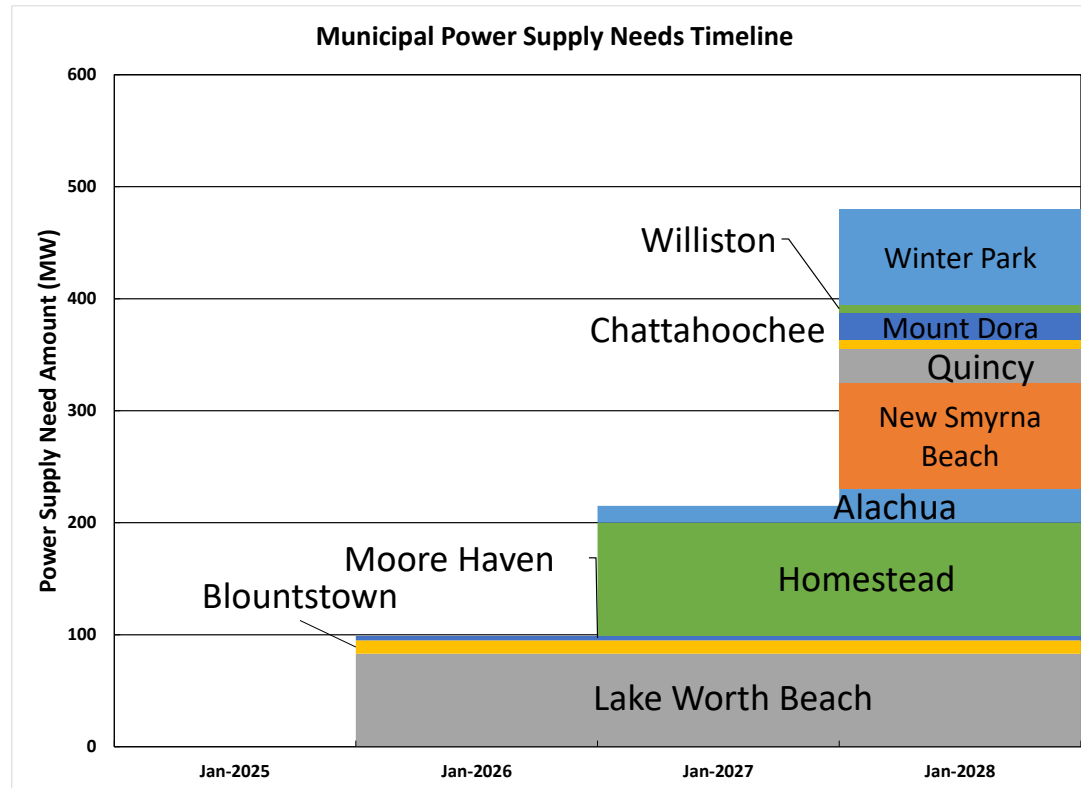 Municipal Power Supply Needs Timeline
Power Supply Need Amount (MW)
600
500
400
300
200
100
0
Williston
Winter Park
Chattahoochee
Mount Dora
Quincy
New Smyrna
Beach
Alachua
Moore Haven
Homestead
Blountstown
Lake Worth Beach
Jan-2025
Jan-2026
Jan-2027
Jan-2028